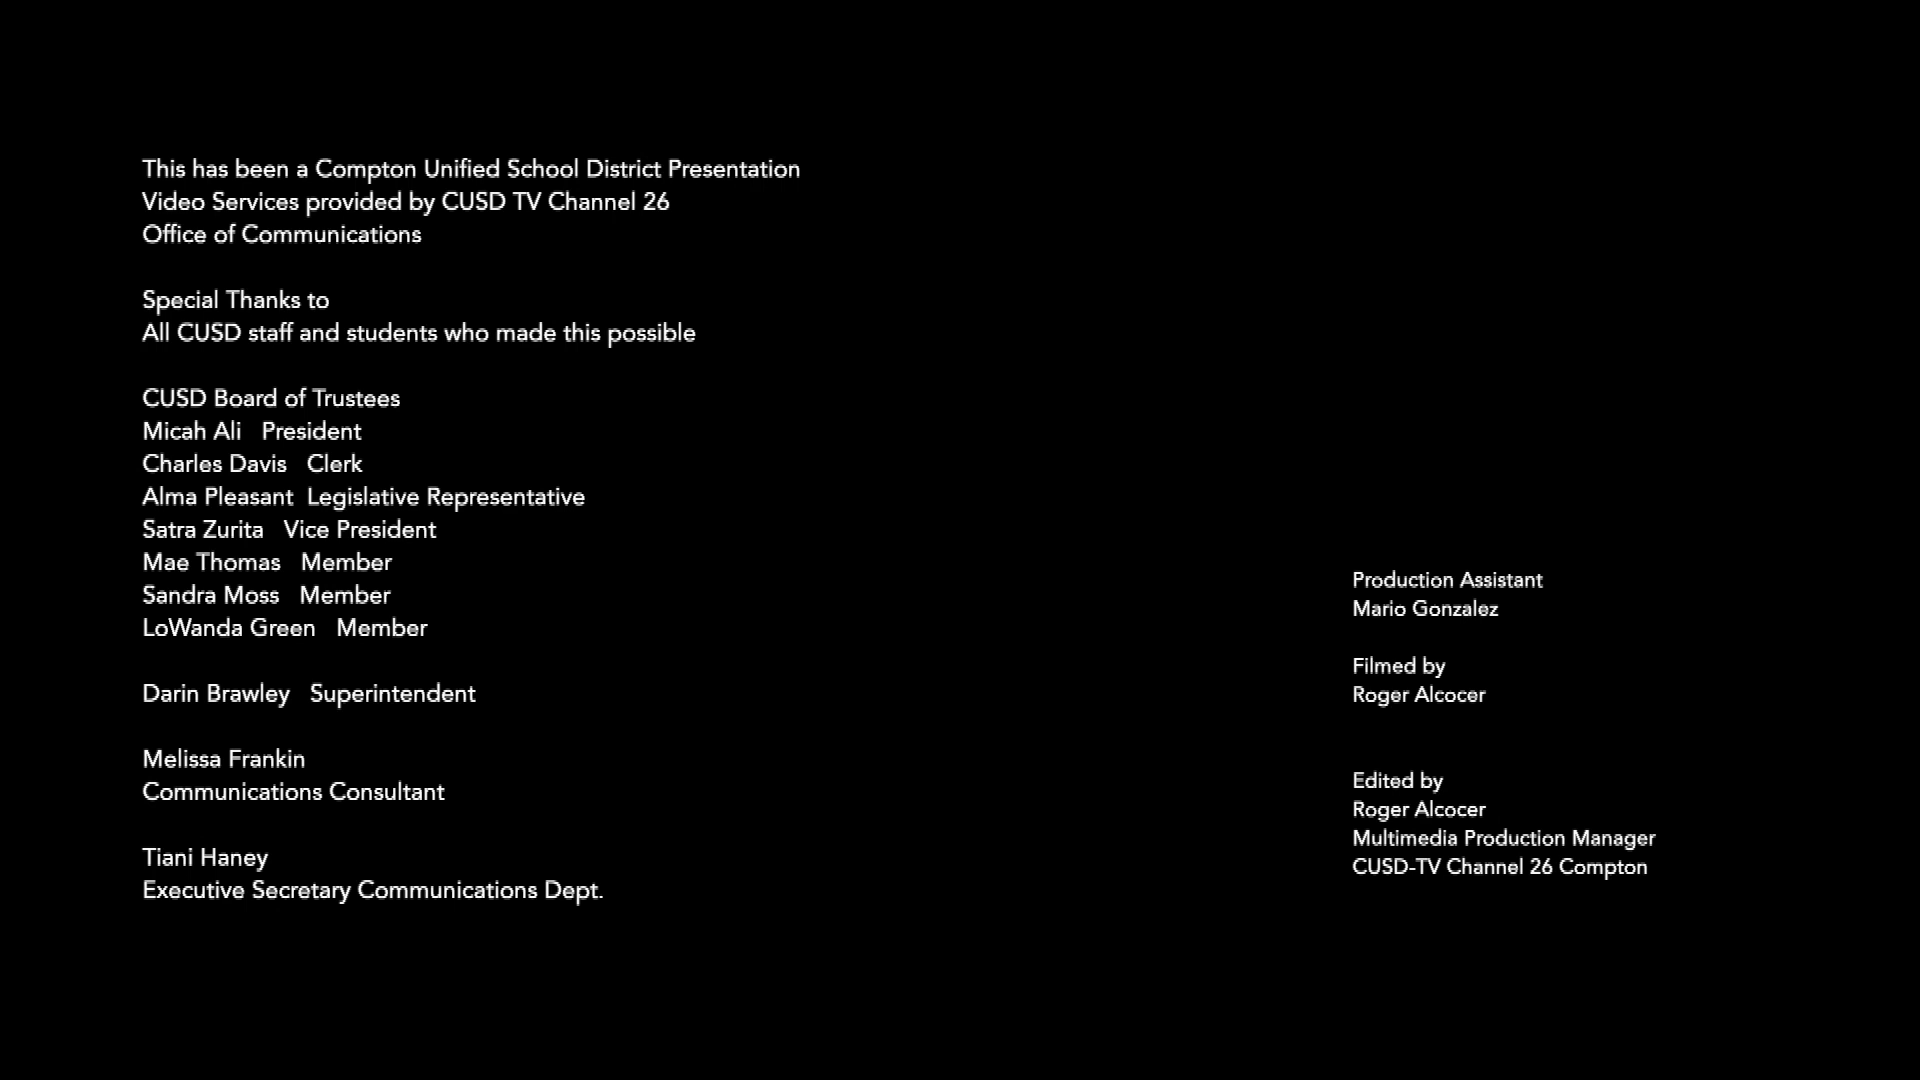 This has been a Compton Unified School District Presentation
Video Services provided by CUSD TV Channel 26
Office of Communications
Special Thanks to
All CUSD staff and students who made this possible
CUSD Board of Trustees
Micah Ali President
Charles Davis Clerk
Alma Pleasant Legislative Representative
Satra Zurita Vice President
Mae Thomas Member
Sandra Moss Member
LoWanda Green Member
Darin Brawley Superintendent
Melissa Frankin
Communications Consultant
Tiani Haney
Executive Secretary Communications Dept.
Production Assistant
Mario Gonzalez
Filmed by
Roger Alcocer
Edited by
Roger Alcocer
Multimedia Production Manager
CUSD-TV Channel 26 Compton